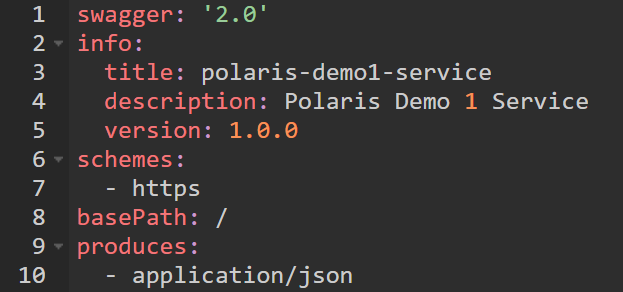 1 swagger: '2.0'
2 info:
3   title: polaris-demo1-service
4   description: Polaris Demo 1 Service
5   version: 1.0.0
6 schemes:
7   - https
8 basePath: /
9 produces:
10   - application/json